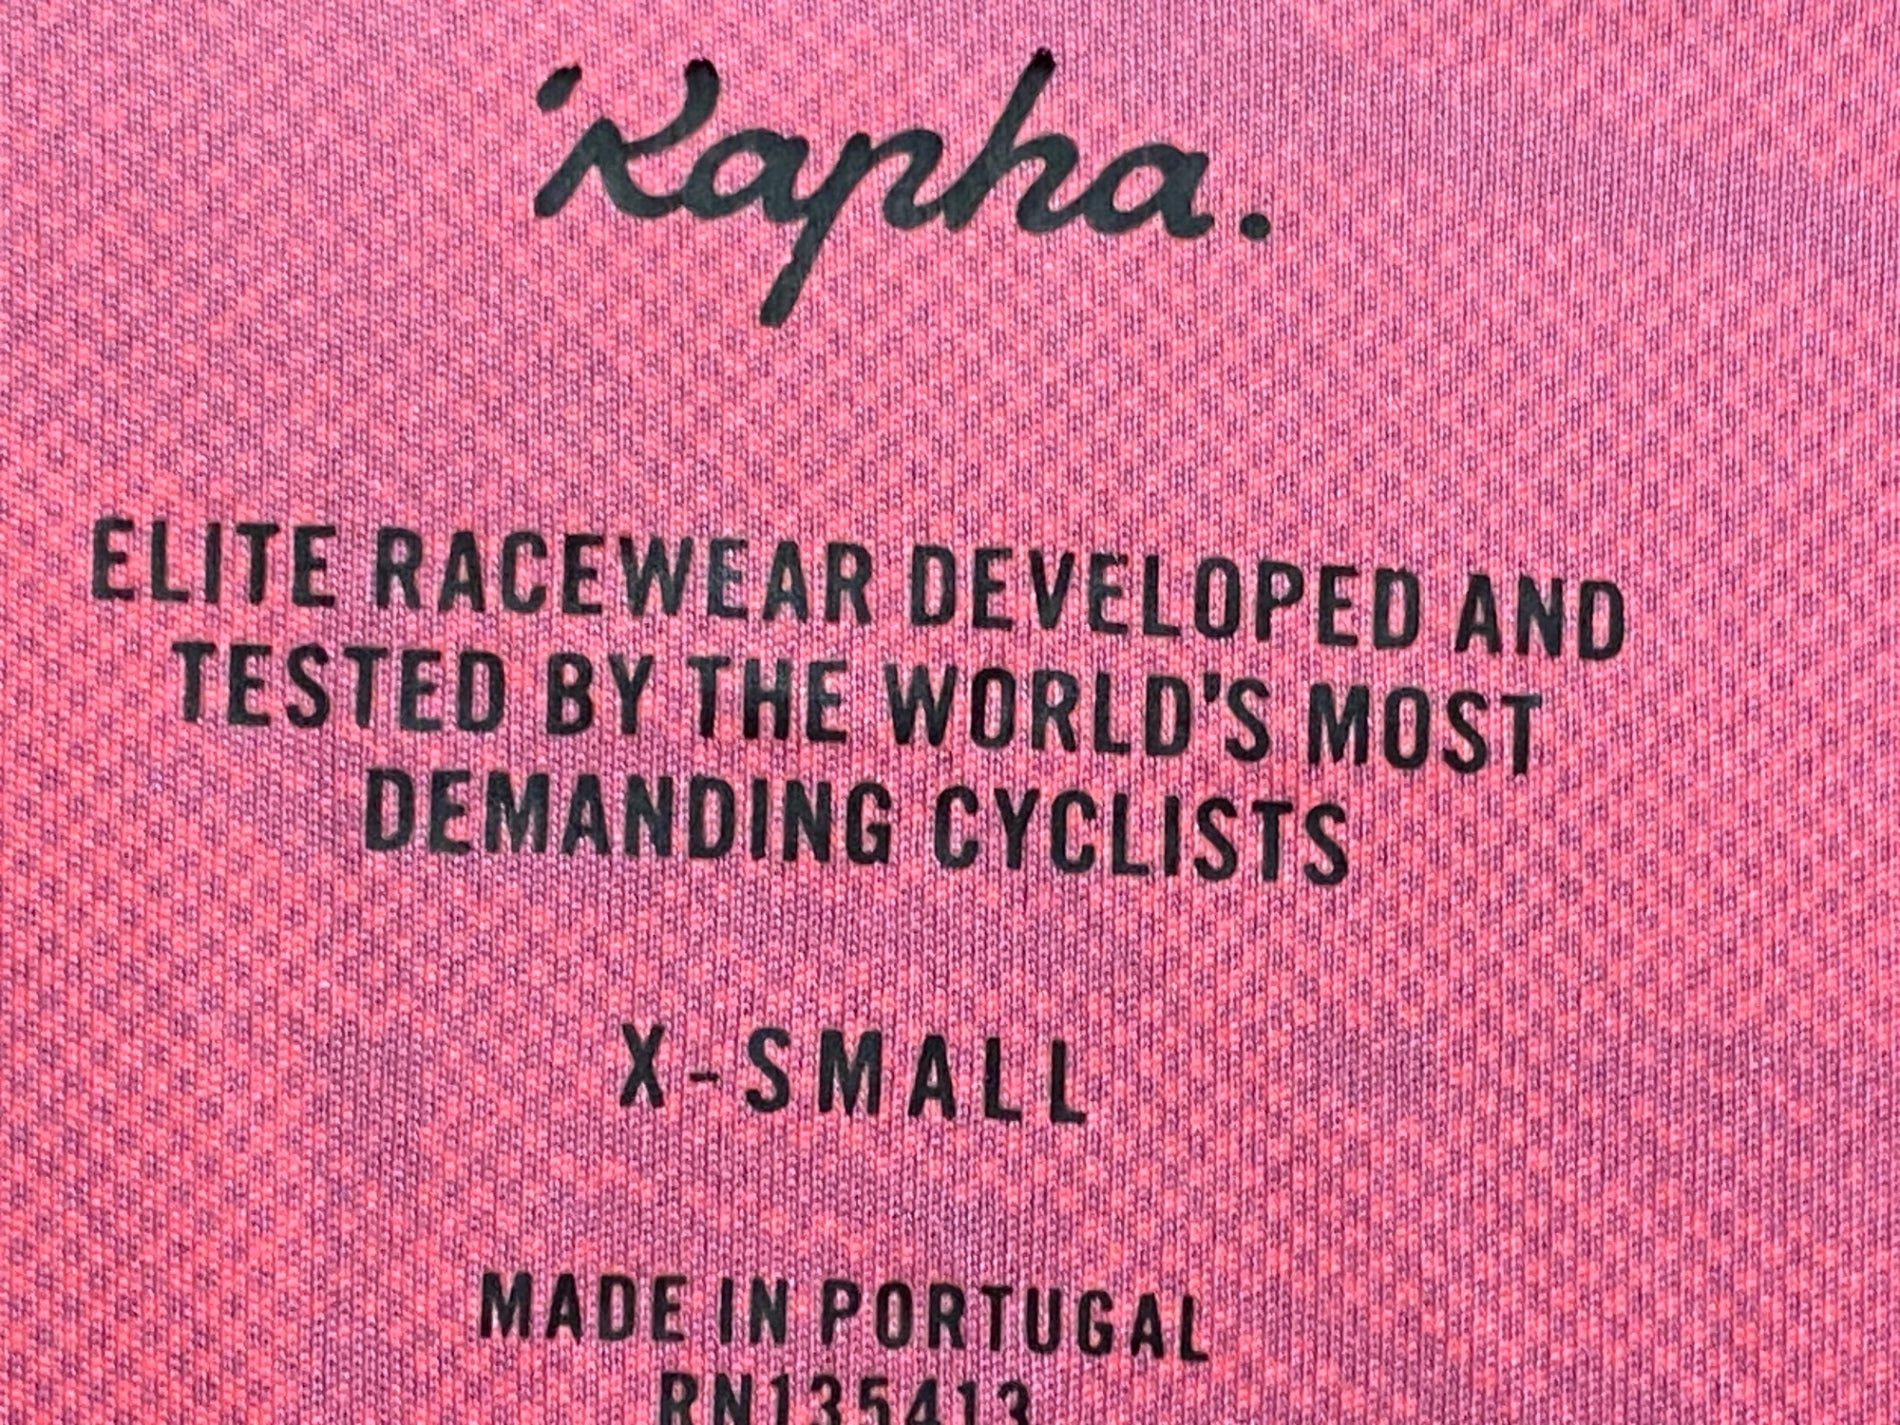 Rapha.
ELITE RACEWEAR DEVELOPED AND
TESTED BY THE WORLD'S MOST
DEMANDING CYCLISTS
X-SMALL
MADE IN PORTUGAL
RN135413